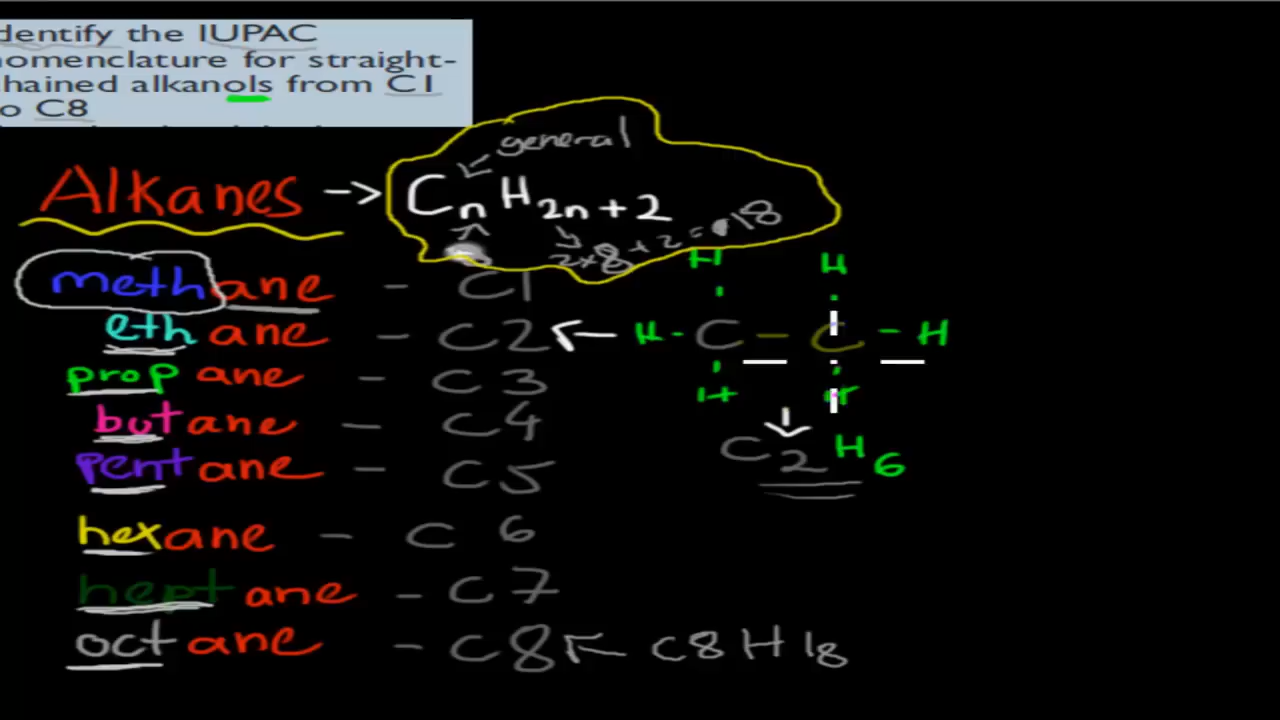 dentify the IUPAC
nomenclature for straight-
hained alkanols from C1
o C8
general
Alkanes -> CnH2n+2
2×8+2=18
methane - C1
ethane - C2 <-
propane - C3
butane - C4
pentane - C5
hexane - C6
heptane - C7
octane - C8 <- C8H18
H H
H-C-C-H
H H
C2H6